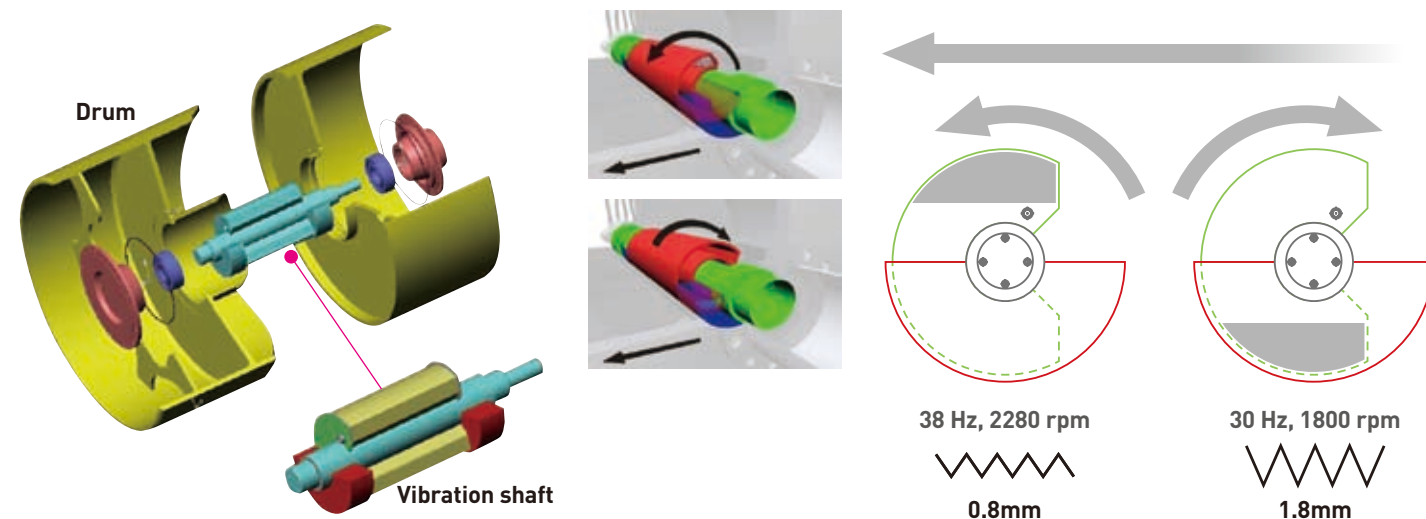 Drum
Vibration shaft
38 Hz, 2280 rpm
0.8mm
30 Hz, 1800 rpm
1.8mm